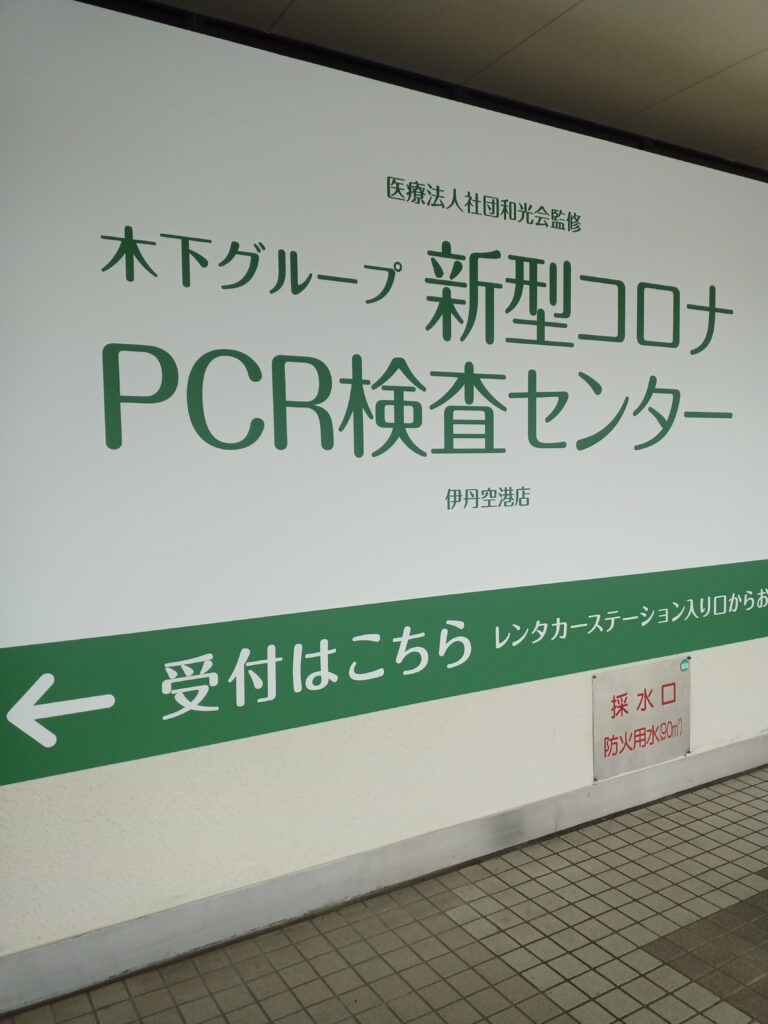 医療法人社団和光会監修
木下グループ 新型コロナ
PCR検査センター
伊丹空港店
← 受付はこちら レンタカーステーション入り口からお
採水口
防火用水(90㎥)